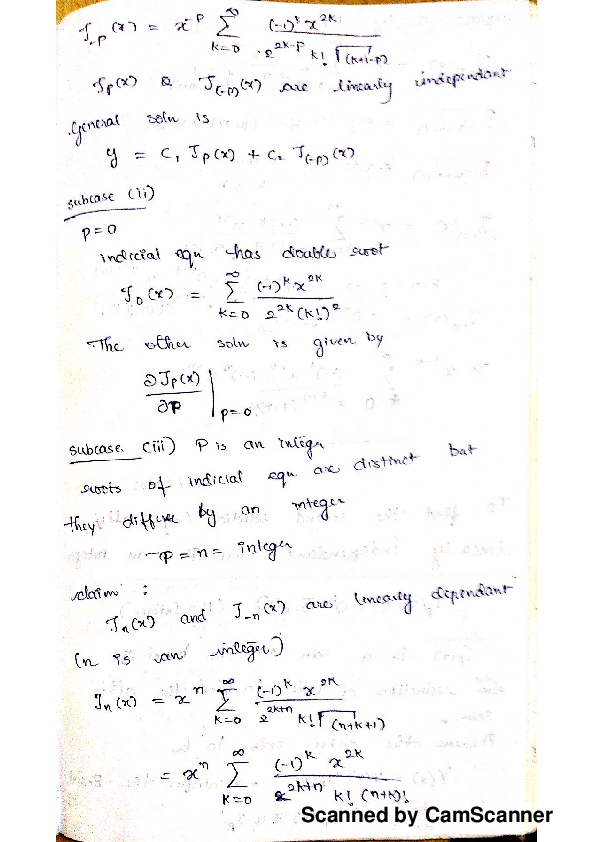 J_{-p}(x) = x^{-p} \sum_{k=0}^{\infty} \frac{(-1)^k x^{2k}}{2^{2k-p} k! \Gamma(k+1-p)}
J_p(x) & J_{(-p)}(x) are linearly independant
General soln is
y = C_1 J_p(x) + C_2 J_{(-p)}(x)
subcase (ii)
p = 0
indicial equ has double root
J_0(x) = \sum_{k=0}^{\infty} \frac{(-1)^k x^{2k}}{2^{2k} (k!)^2}
The other soln is given by
\frac{\partial J_p(x)}{\partial p} |_{p=0}
subcase (iii) P is an integer
roots of indicial equ are distinct but
they differ by an integer
p = n = integer
claim :
J_n(x) and J_{-n}(x) are linearly dependant
(n is an integer)
J_n(x) = x^n \sum_{k=0}^{\infty} \frac{(-1)^k x^{2k}}{2^{2k+n} k! \Gamma(n+k+1)}
= x^n \sum_{k=0}^{\infty} \frac{(-1)^k x^{2k}}{2^{2k+n} k! (n+k)!}
Scanned by CamScanner